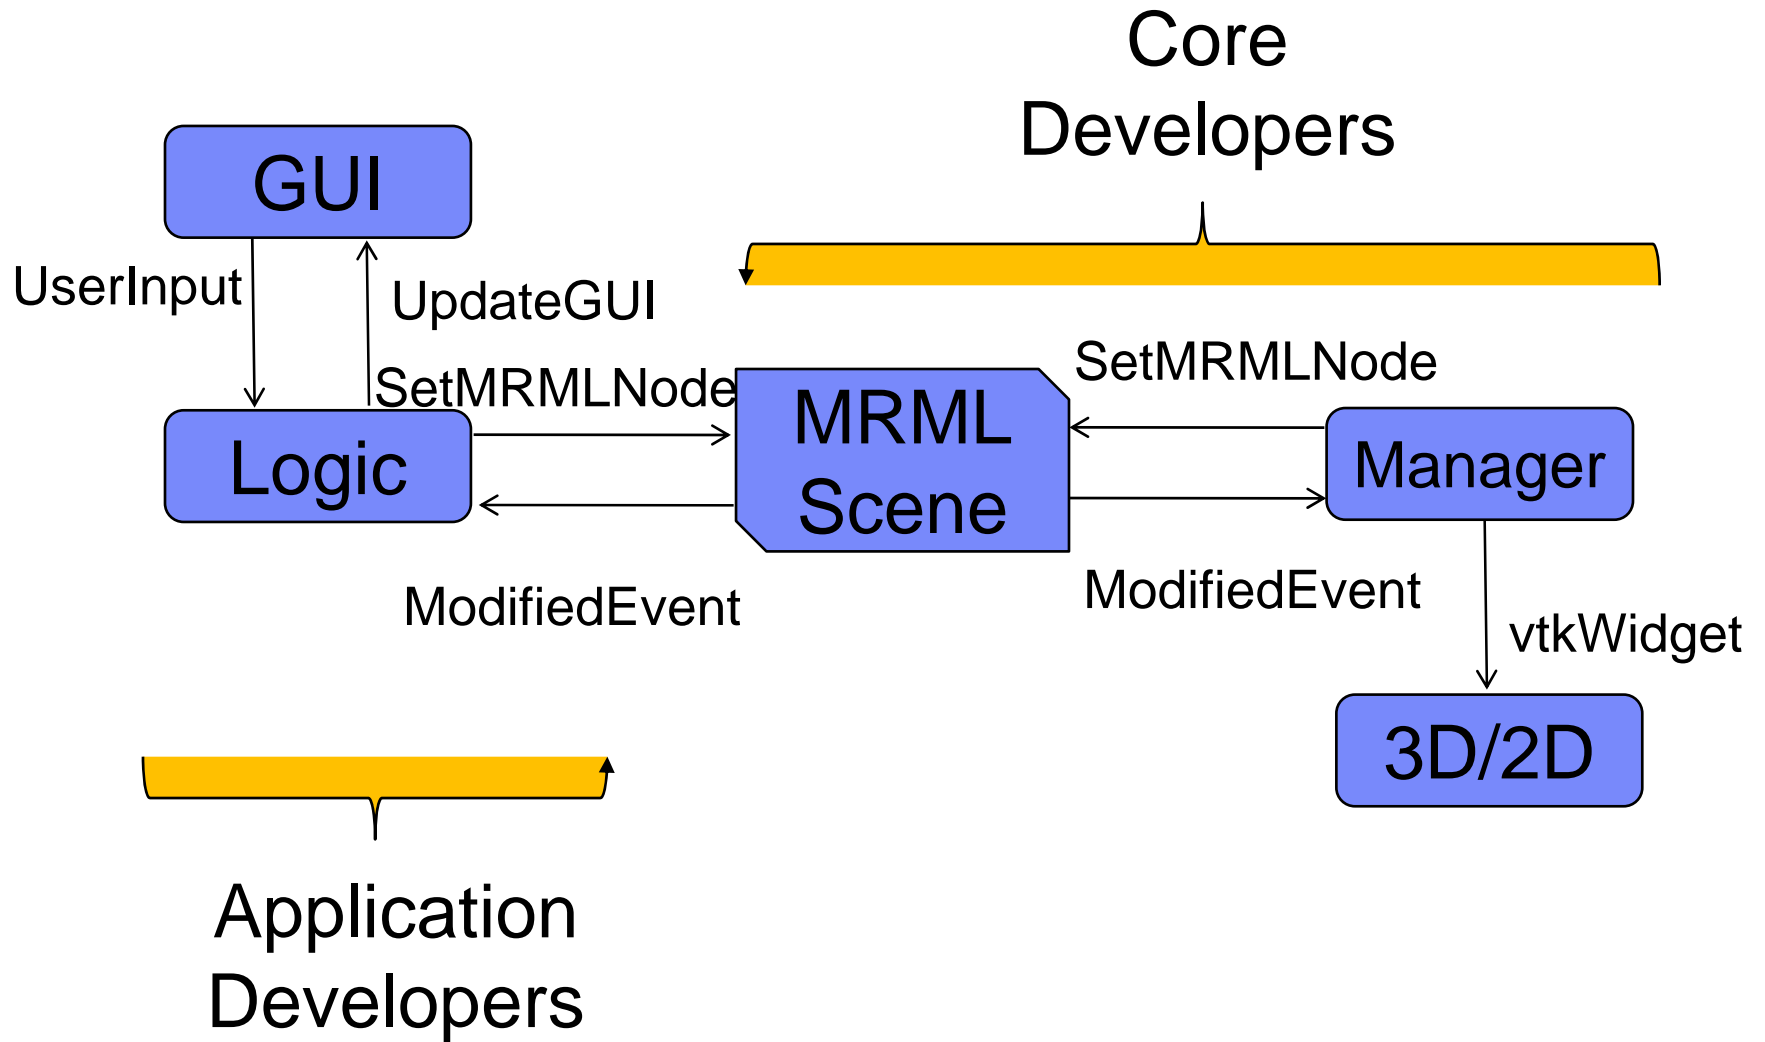 Core
Developers
GUI
UserInput
UpdateGUI
SetMRMLNode
SetMRMLNode
MRML
Scene
Logic
Manager
ModifiedEvent
ModifiedEvent
vtkWidget
3D/2D
Application
Developers